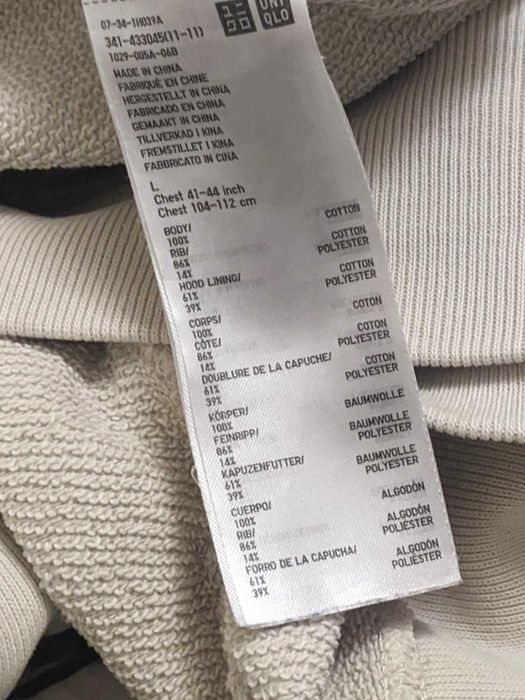 07-34-1H039A
UNI
QLO
341-433045(11-11)
1029-005A-06B
MADE IN CHINA
FABRIQUÉ EN CHINE
HERGESTELLT IN CHINA
FABRICADO EN CHINA
GEMAAKT IN CHINA
TILLVERKAD I KINA
FREMSTILLET I KINA
FABBRICATO IN CINA
L
Chest 41-44 inch
Chest 104-112 cm
BODY/
100% COTTON
RIB/
86% COTTON
14% POLYESTER
HOOD LINING/
61% COTTON
39% POLYESTER
CORPS/
100% COTON
CÔTE/
86% COTON
14% POLYESTER
DOUBLURE DE LA CAPUCHE/
61% COTON
39% POLYESTER
KÖRPER/
100% BAUMWOLLE
FEINRIPP/
86% BAUMWOLLE
14% POLYESTER
KAPUZENFUTTER/
61% BAUMWOLLE
39% POLYESTER
CUERPO/
100% ALGODÓN
RIB/
86% ALGODÓN
14% POLIÉSTER
FORRO DE LA CAPUCHA/
61% ALGODÓN
39% POLIÉSTER